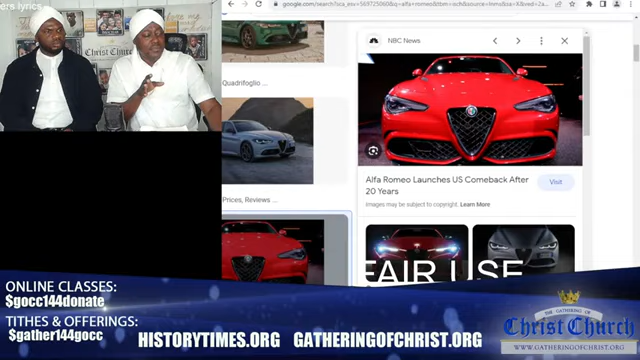 ers lyrics
Christ Church
google.com/search?sca_esv=569725060&q=alfa+romeo&tbm=isch&source=lnms&sa=X&ved=2a
NBC News
Quadrifoglio ...
Prices, Reviews ...
Alfa Romeo Launches US Comeback After
20 Years
Visit
Images may be subject to copyright. Learn More
FAIR USE
ONLINE CLASSES:
$gocc144donate
TITHES & OFFERINGS:
$gather144gocc
HISTORYTIMES.ORG GATHERINGOFCHRIST.ORG
THE GATHERING OF
Christ Church
WWW.GATHERINGOFCHRIST.ORG